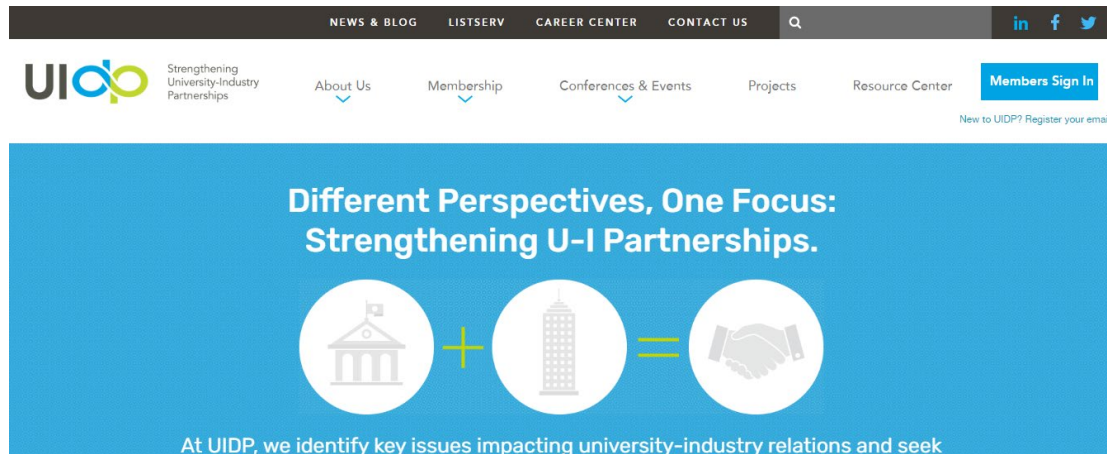 NEWS & BLOG LISTSERV CAREER CENTER CONTACT US
in f
UIDP
Strengthening
University-Industry
Partnerships
About Us Membership Conferences & Events Projects Resource Center Members Sign In
New to UIDP? Register your emai
Different Perspectives, One Focus:
Strengthening U-I Partnerships.
+ =
At UIDP, we identify key issues impacting university-industry relations and seek